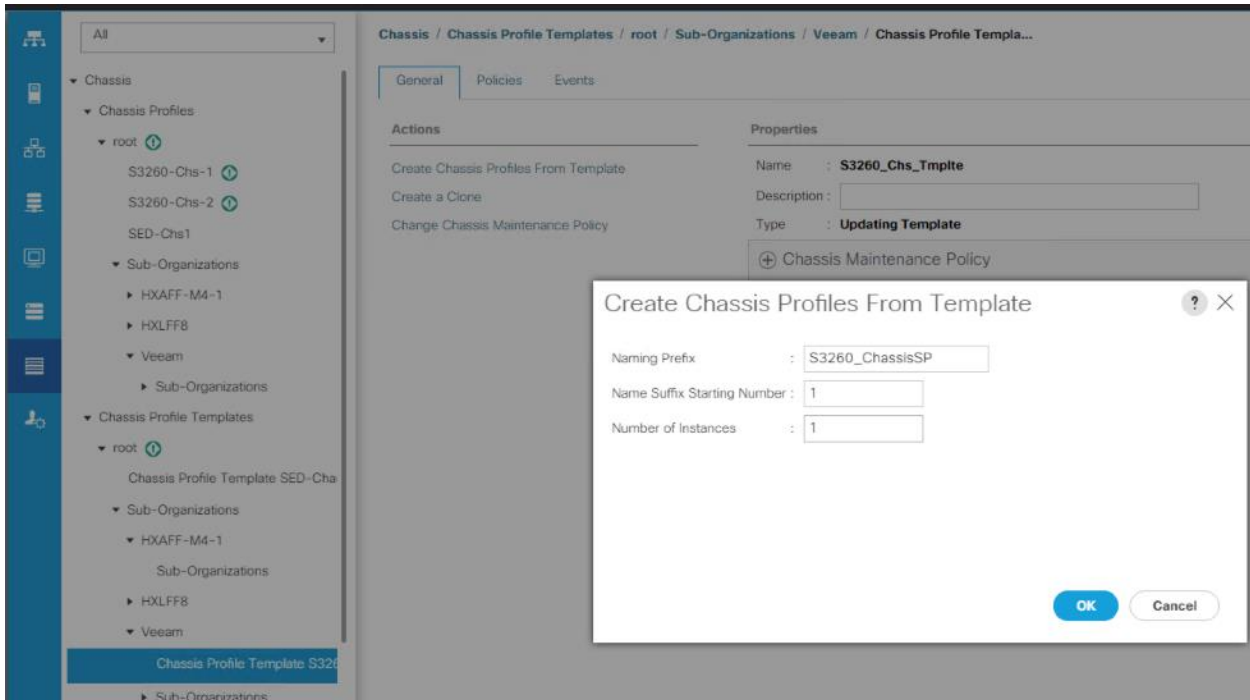 All
Chassis
Chassis Profiles
root
S3260-Chs-1
S3260-Chs-2
SED-Chs1
Sub-Organizations
HXAFF-M4-1
HXLFF8
Veeam
Sub-Organizations
Chassis Profile Templates
root
Chassis Profile Template SED-Cha
Sub-Organizations
HXAFF-M4-1
Sub-Organizations
HXLFF8
Veeam
Chassis Profile Template S326
Sub-Organizations
Chassis / Chassis Profile Templates / root / Sub-Organizations / Veeam / Chassis Profile Templa...
General Policies Events
Actions
Create Chassis Profiles From Template
Create a Clone
Change Chassis Maintenance Policy
Properties
Name : S3260_Chs_Tmplte
Description :
Type : Updating Template
Chassis Maintenance Policy
Create Chassis Profiles From Template ?
Naming Prefix : S3260_ChassisSP
Name Suffix Starting Number : 1
Number of Instances : 1
OK Cancel